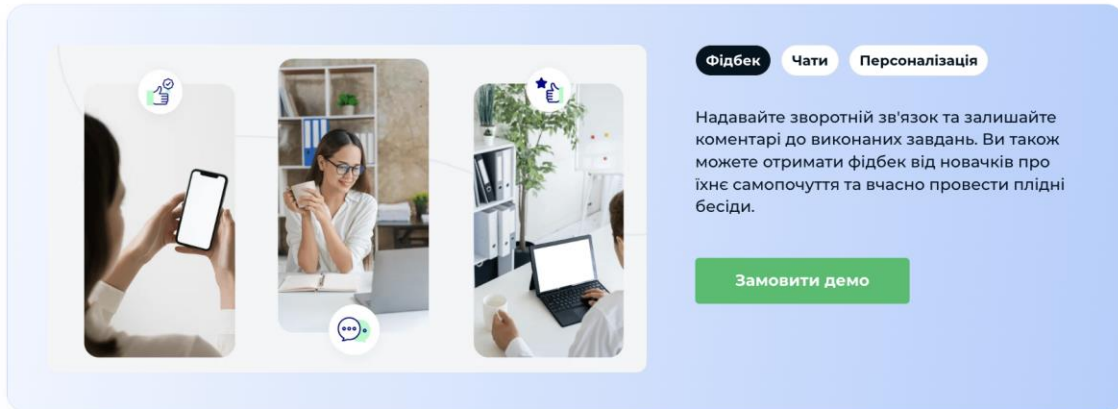 Фідбек
Чати
Персоналізація
Надавайте зворотній зв'язок та залишайте
коментарі до виконаних завдань. Ви також
можете отримати фідбек від новачків про
їхнє самопочуття та вчасно провести плідні
бесіди.
Замовити демо